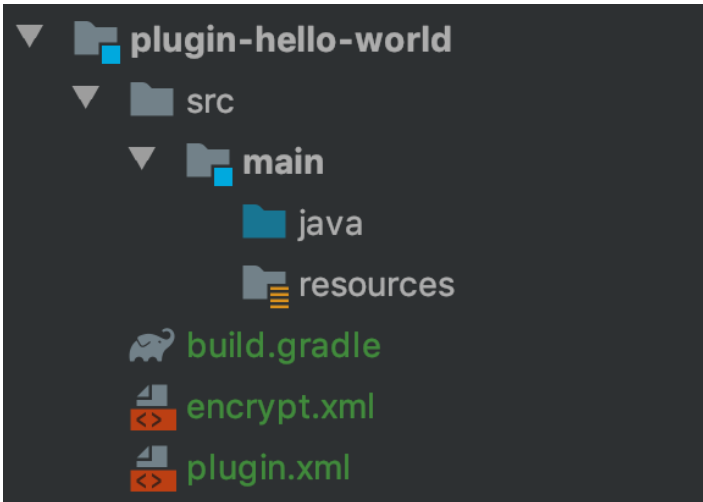 plugin-hello-world
src
main
java
resources
build.gradle
encrypt.xml
plugin.xml